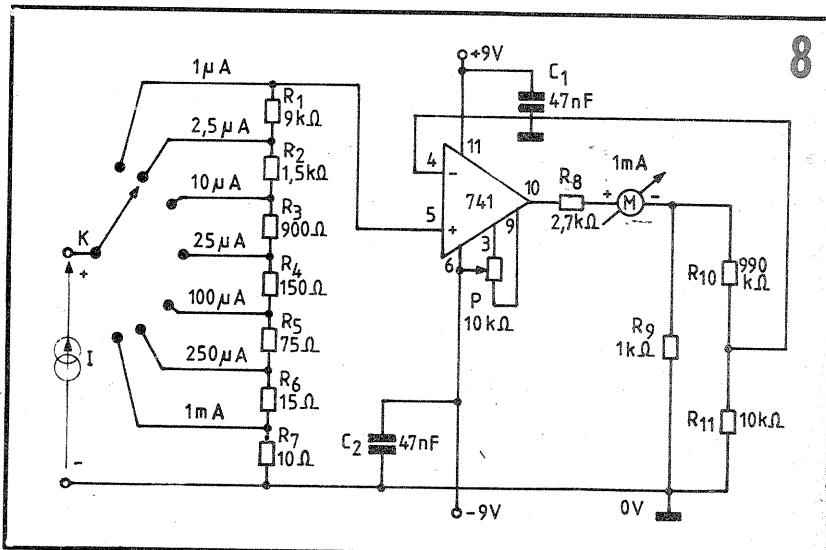 8
1µA
2,5µA
10µA
25µA
100µA
250µA
1mA
K
+
I
-
R1
9kΩ
R2
1,5kΩ
R3
900Ω
R4
150Ω
R5
75Ω
R6
15Ω
R7
10Ω
+9V
C1
47nF
11
4
-
741
10
5
+
3
9
6
P
10kΩ
R8
2,7kΩ
1mA
+
M
-
R10
990
kΩ
R9
1kΩ
R11
10kΩ
C2
47nF
-9V
0V